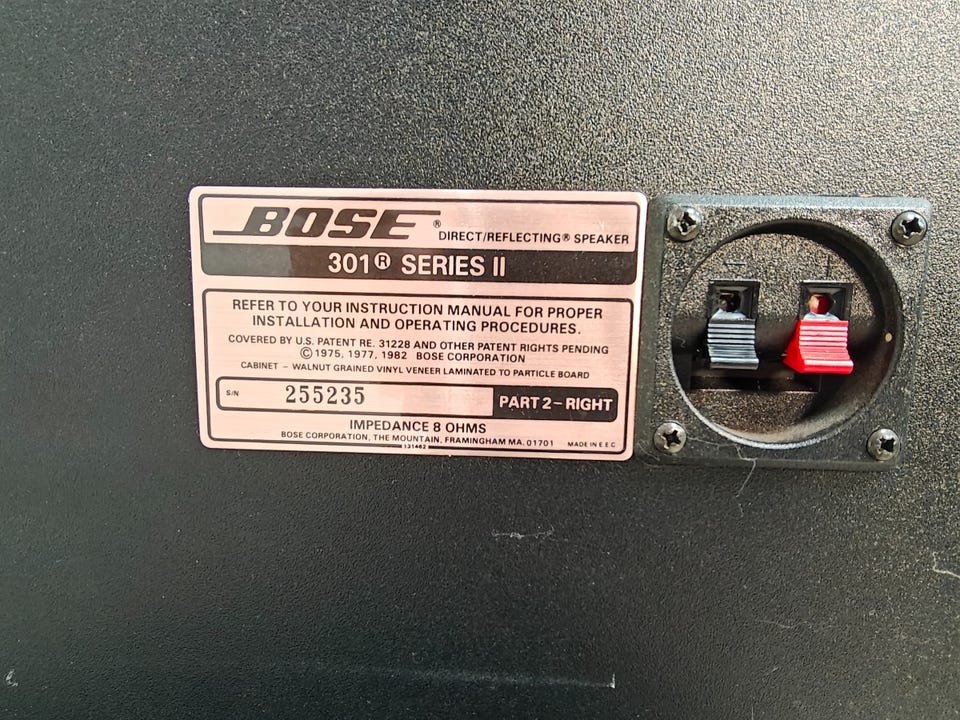 BOSE® DIRECT/REFLECTING® SPEAKER
301® SERIES II
REFER TO YOUR INSTRUCTION MANUAL FOR PROPER
INSTALLATION AND OPERATING PROCEDURES.
COVERED BY U.S. PATENT RE. 31228 AND OTHER PATENT RIGHTS PENDING
©1975, 1977, 1982 BOSE CORPORATION
CABINET – WALNUT GRAINED VINYL VENEER LAMINATED TO PARTICLE BOARD
S/N 255235 PART 2–RIGHT
IMPEDANCE 8 OHMS
BOSE CORPORATION, THE MOUNTAIN, FRAMINGHAM MA. 01701 MADE IN E.E.C
131462